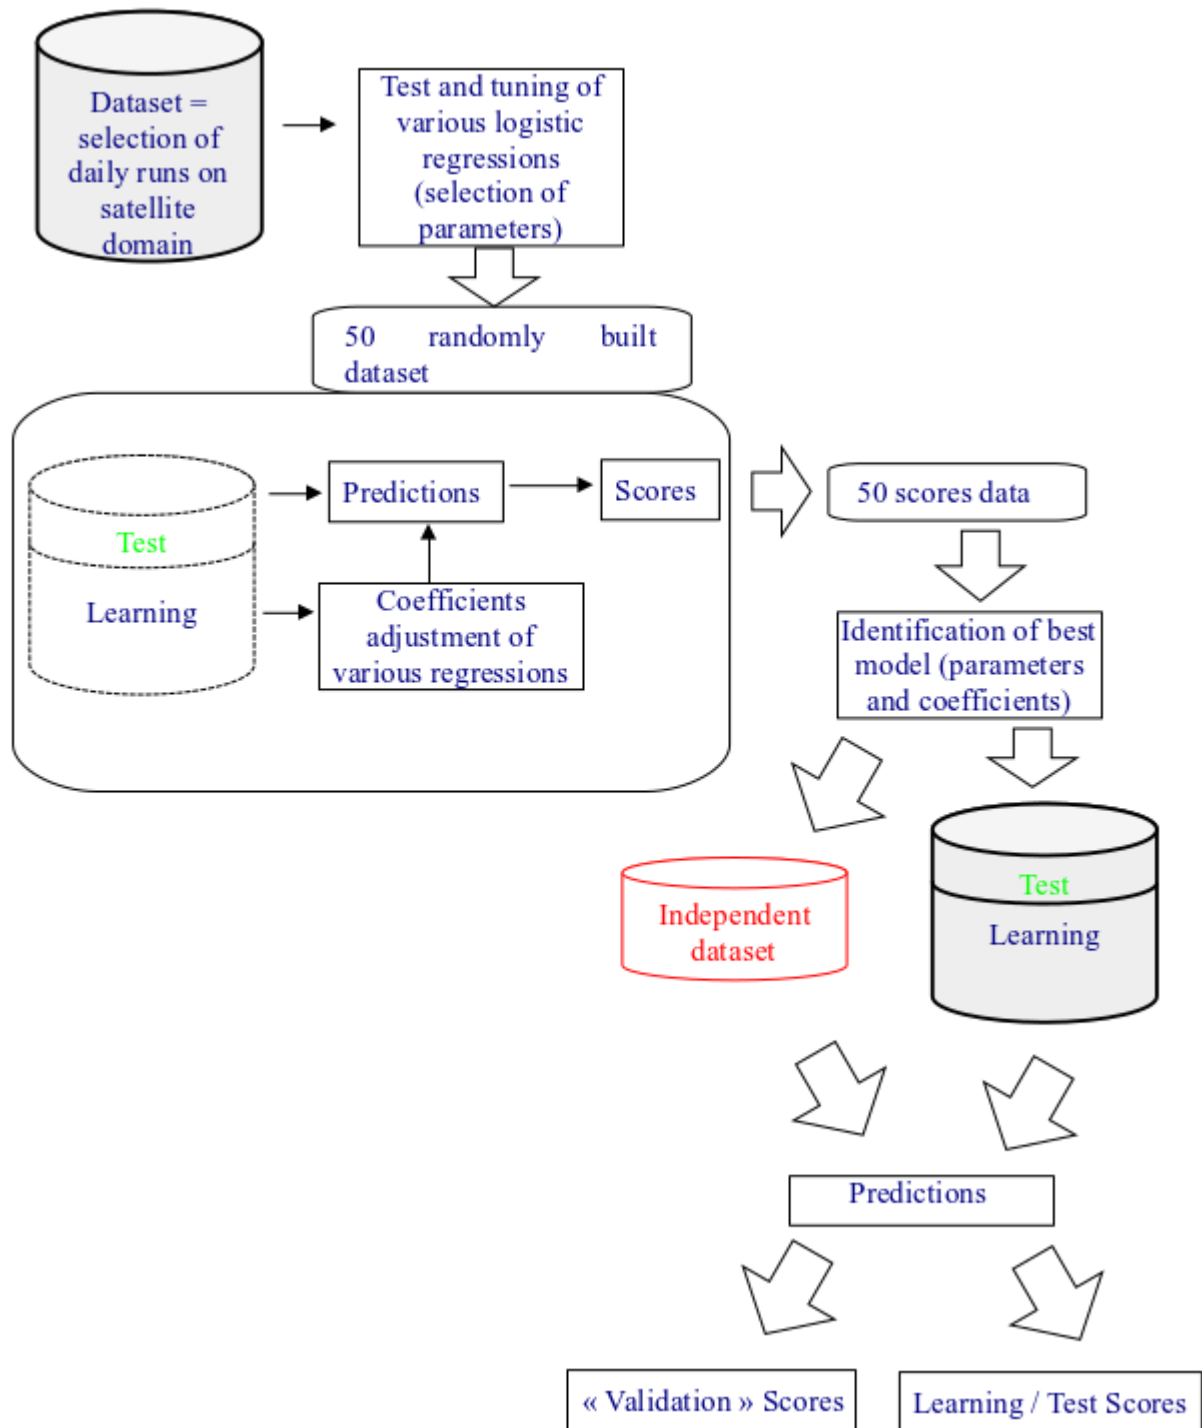 Dataset =
selection of
daily runs on
satellite
domain
Test and tuning of
various logistic
regressions
(selection of
parameters)
50 randomly built
dataset
Test
Learning
Predictions
Scores
Coefficients
adjustment of
various regressions
50 scores data
Identification of best
model (parameters
and coefficients)
Independent
dataset
Test
Learning
Predictions
« Validation » Scores
Learning / Test Scores